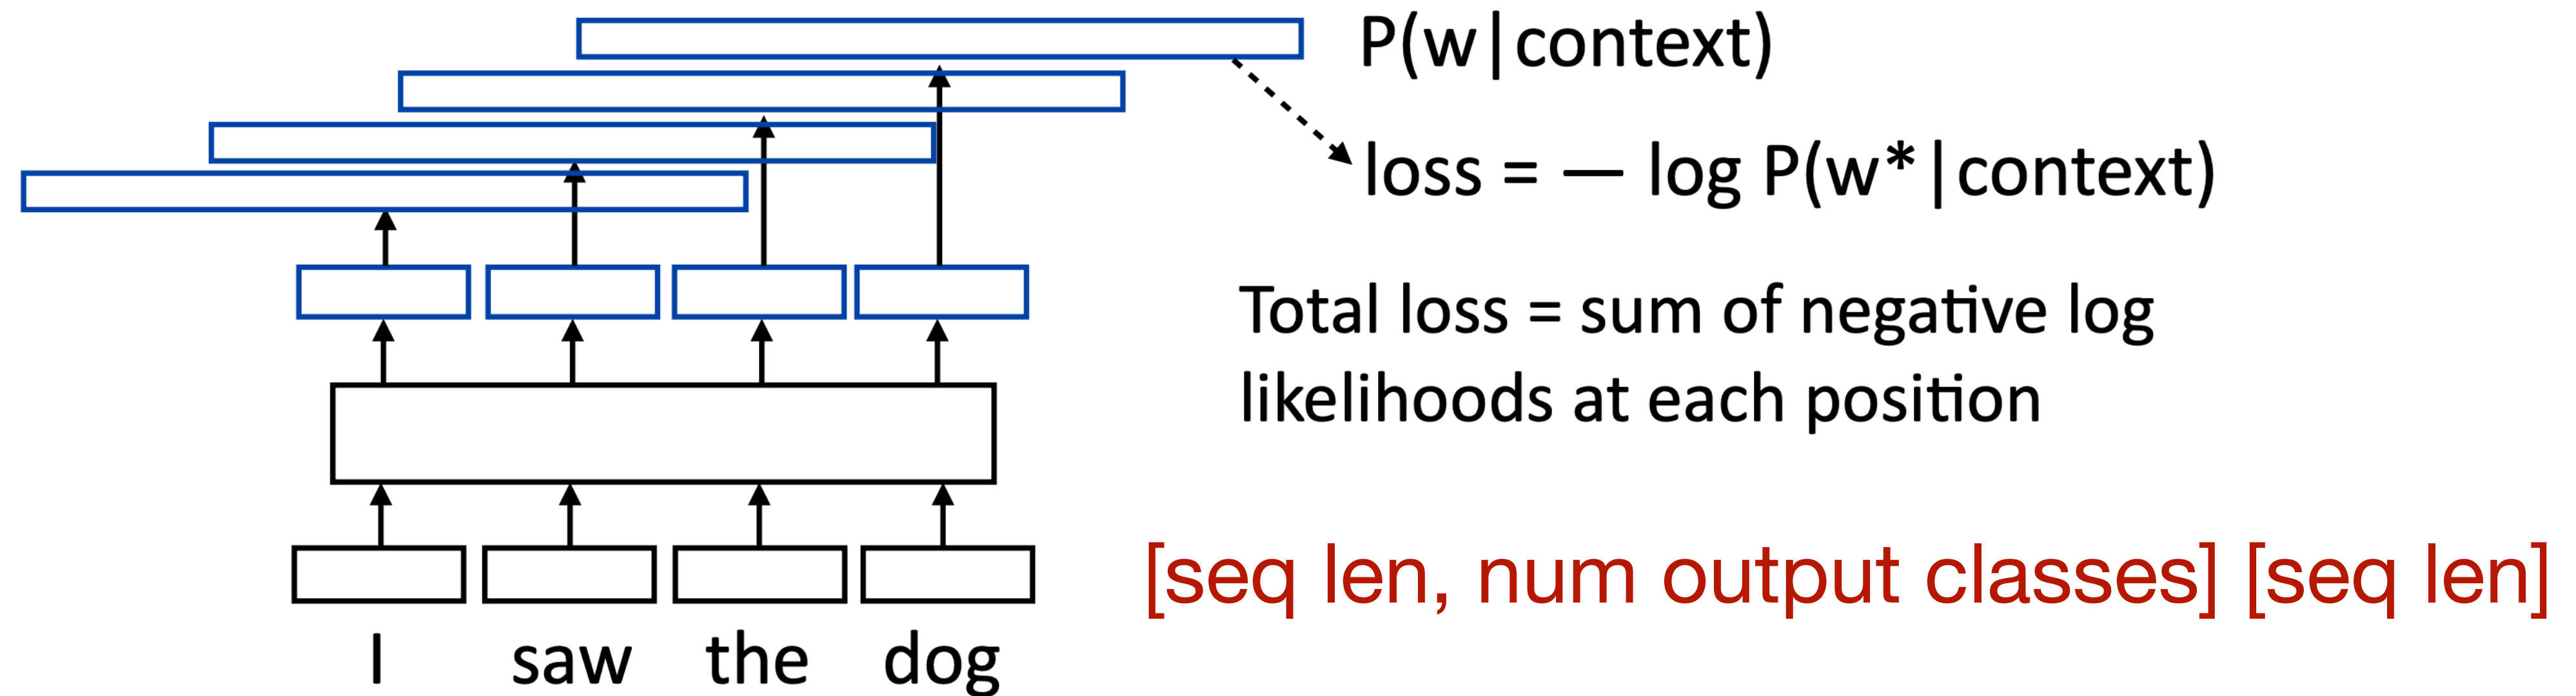 P(w|context)
loss = — log P(w*|context)
Total loss = sum of negative log
likelihoods at each position
[seq len, num output classes] [seq len]
I saw the dog